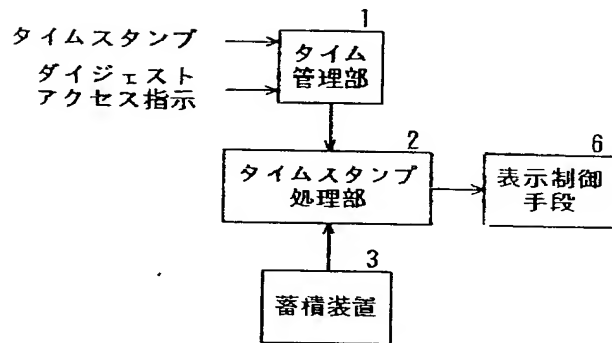 1
タイムスタンプ
タイム
管理部
ダイジェスト
アクセス指示
2
タイムスタンプ
処理部
6
表示制御
手段
3
蓄積装置